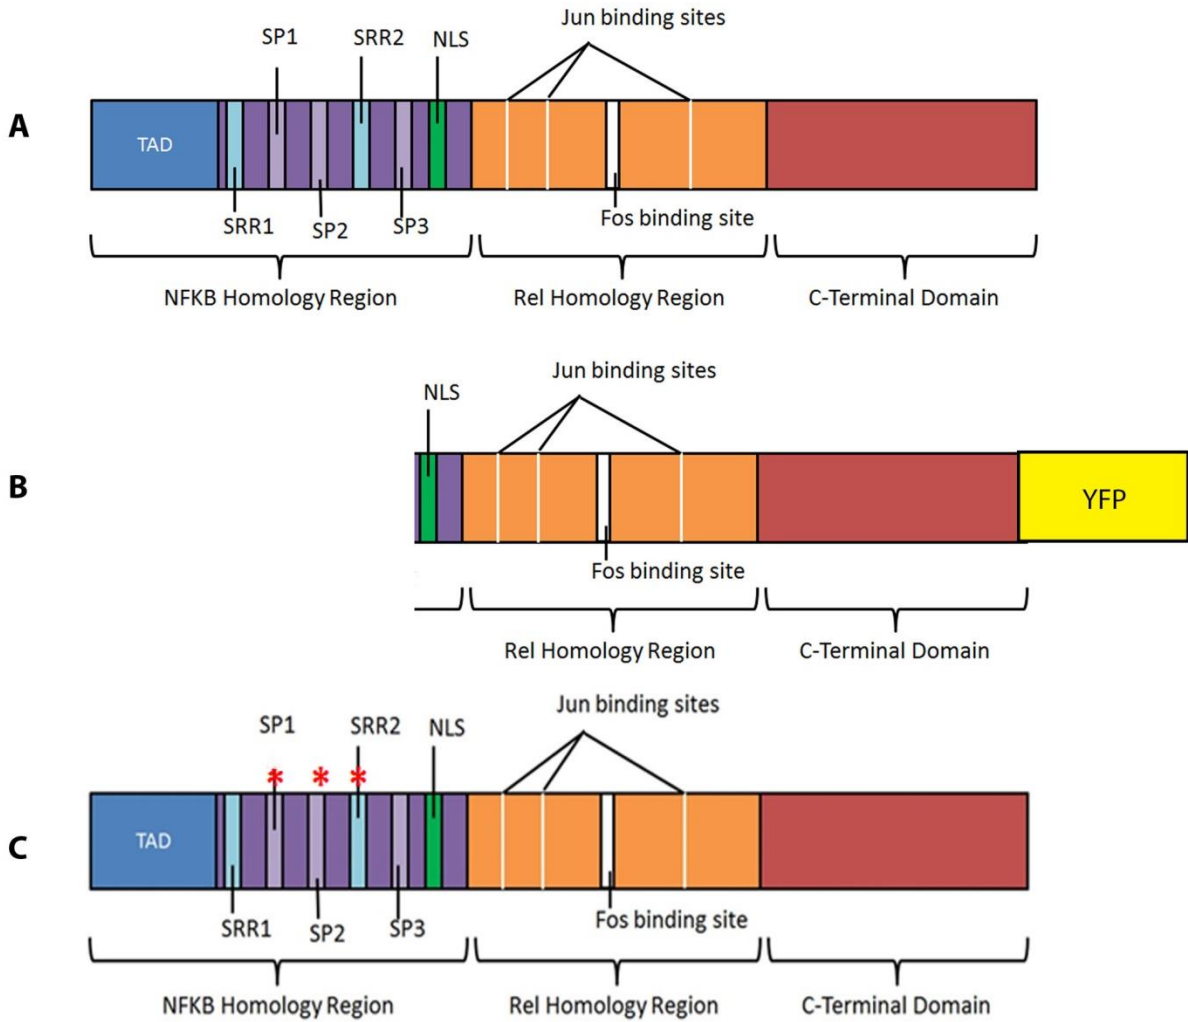 Jun binding sites
SP1 SRR2 NLS
A
TAD
SRR1 SP2 SP3 Fos binding site
NFKB Homology Region Rel Homology Region C-Terminal Domain
Jun binding sites
NLS
B
YFP
Fos binding site
Rel Homology Region C-Terminal Domain
Jun binding sites
SP1 SRR2 NLS
* * *
C
TAD
SRR1 SP2 SP3 Fos binding site
NFKB Homology Region Rel Homology Region C-Terminal Domain